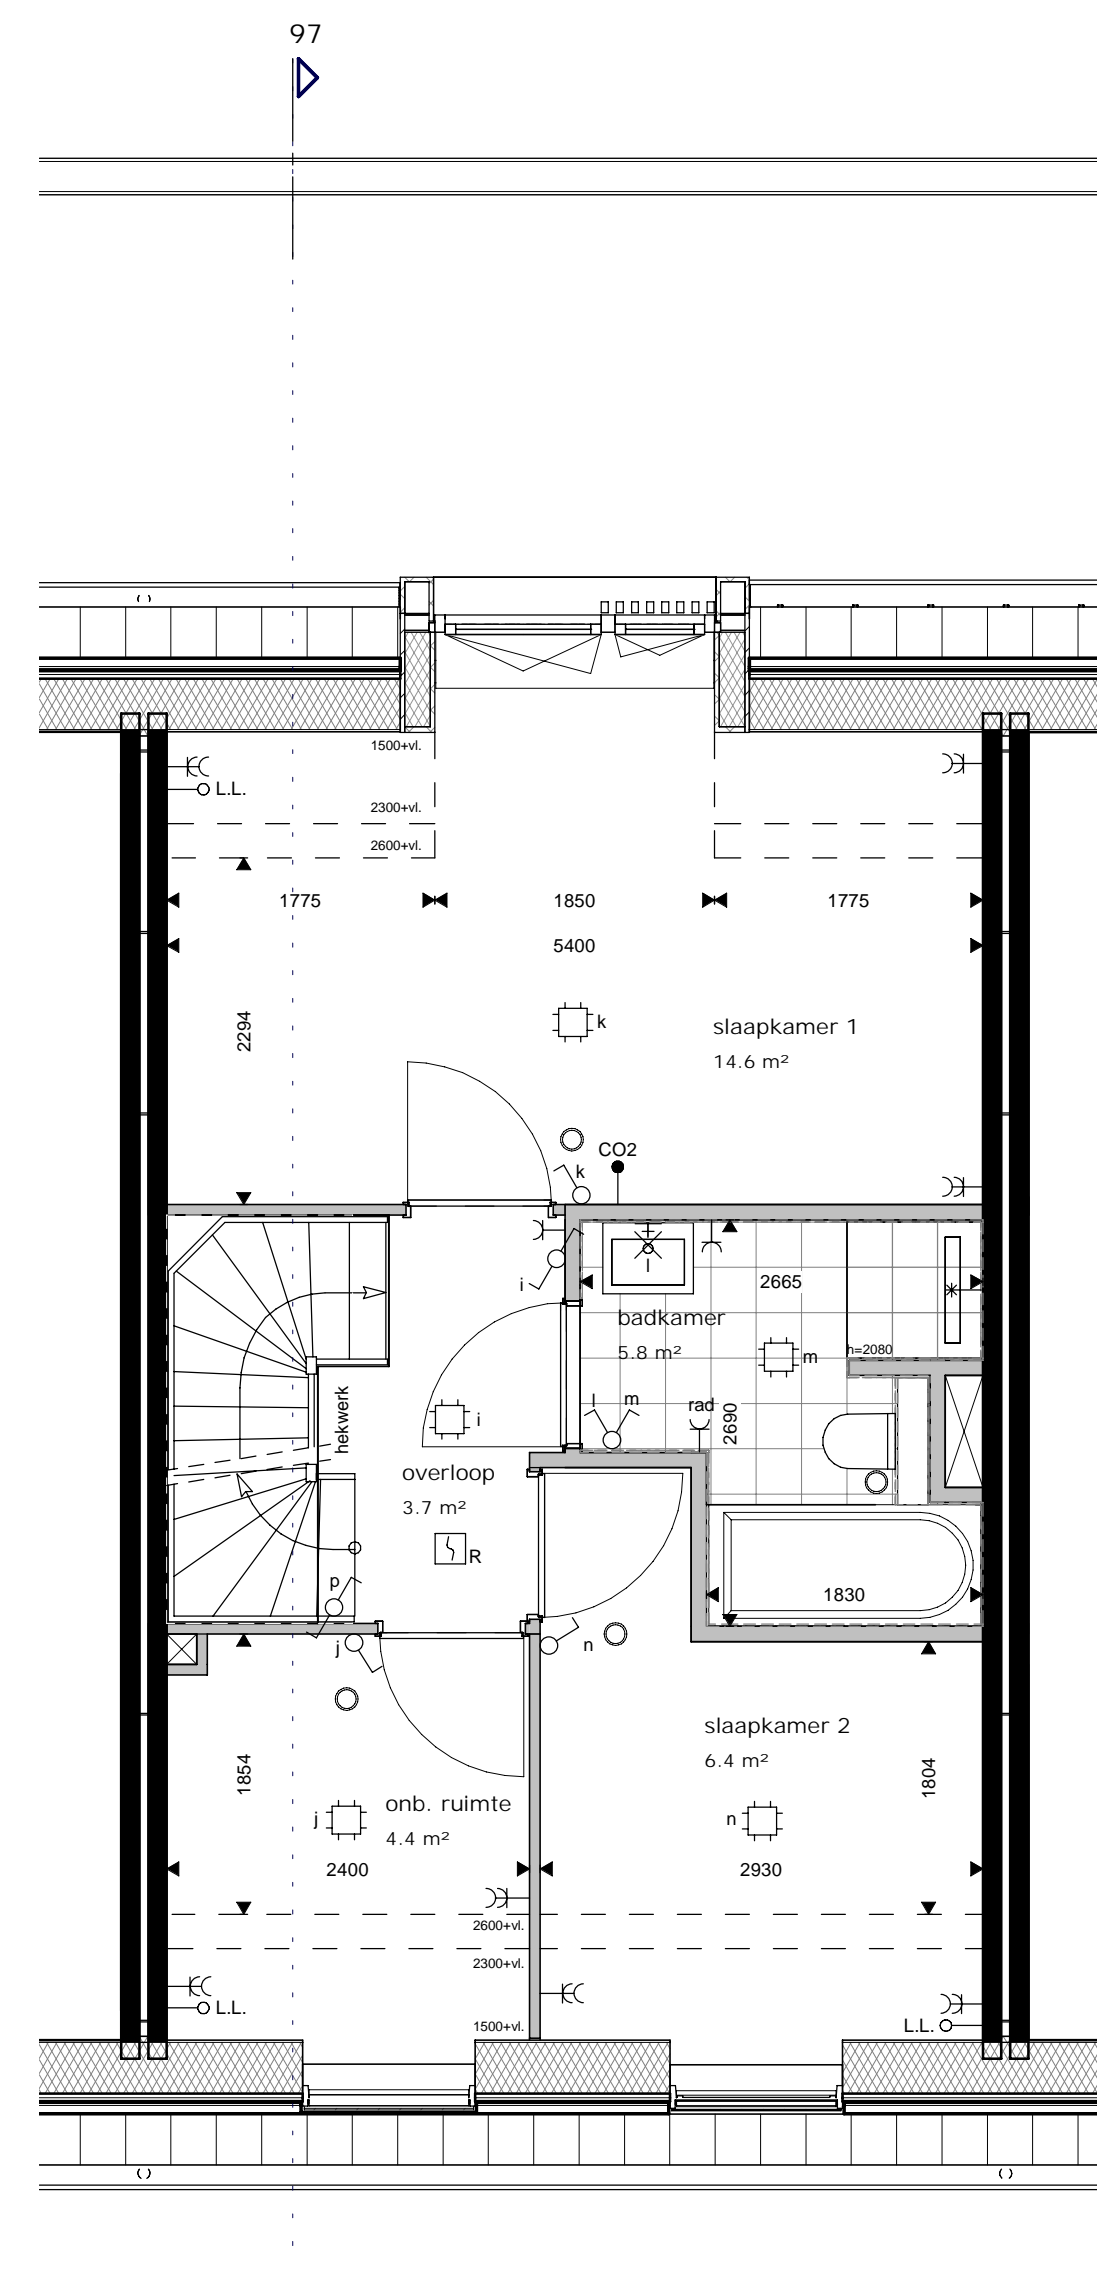 97
1500+vl.
L.L.
2300+vl.
2600+vl.
1775
1850
1775
5400
2294
k
slaapkamer 1
14.6 m²
CO2
k
i
2665
badkamer
5.8 m²
h=2080
m
hekwerk
l
m
rad
2690
i
overloop
3.7 m²
R
p
1830
j
n
slaapkamer 2
6.4 m²
1854
1804
onb. ruimte
4.4 m²
j
n
2400
2930
2600+vl.
2300+vl.
L.L.
1500+vl.
L.L.